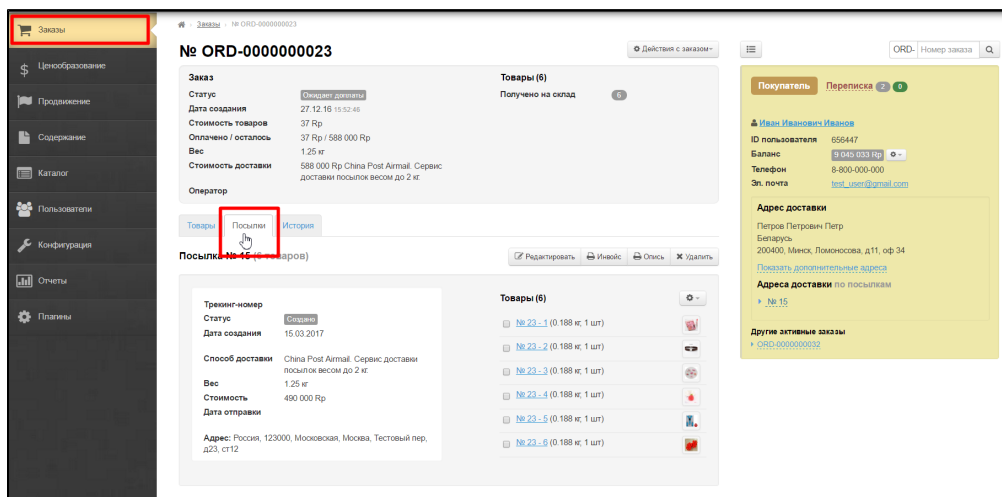 Заказы
Ценообразование
Продвижение
Содержание
Каталог
Пользователи
Конфигурация
Отчеты
Плагины
Заказы № ORD-0000000023
№ ORD-0000000023
Действия с заказом
Заказ
Статус Ожидает доплаты
Дата создания 27.12.16 15:52:46
Стоимость товаров 37 Rp
Оплачено / осталось 37 Rp / 588 000 Rp
Вес 1.25 кг
Стоимость доставки 588 000 Rp China Post Airmail. Сервис
доставки посылок весом до 2 кг.
Оператор
Товары (6)
Получено на склад 6
Товары Посылки История
Посылка № 15 (6 товаров)
Редактировать Инвойс Опись Удалить
Трекинг-номер
Статус Создано
Дата создания 15.03.2017
Способ доставки China Post Airmail. Сервис доставки
посылок весом до 2 кг.
Вес 1.25 кг
Стоимость 490 000 Rp
Дата отправки
Адрес: Россия, 123000, Московская, Москва, Тестовый пер,
д23, ст12
Товары (6)
№ 23 - 1 (0.188 кг, 1 шт)
№ 23 - 2 (0.188 кг, 1 шт)
№ 23 - 3 (0.188 кг, 1 шт)
№ 23 - 4 (0.188 кг, 1 шт)
№ 23 - 5 (0.188 кг, 1 шт)
№ 23 - 6 (0.188 кг, 1 шт)
ORD- Номер заказа
Покупатель Переписка 2 0
Иван Иванович Иванов
ID пользователя 656447
Баланс 9 045 033 Rp
Телефон 8-800-000-000
Эл. почта test_user@gmail.com
Адрес доставки
Петров Петрович Петр
Беларусь
200400, Минск, Ломоносова, д11, оф 34
Показать дополнительные адреса
Адреса доставки по посылкам
№ 15
Другие активные заказы
ORD-0000000032